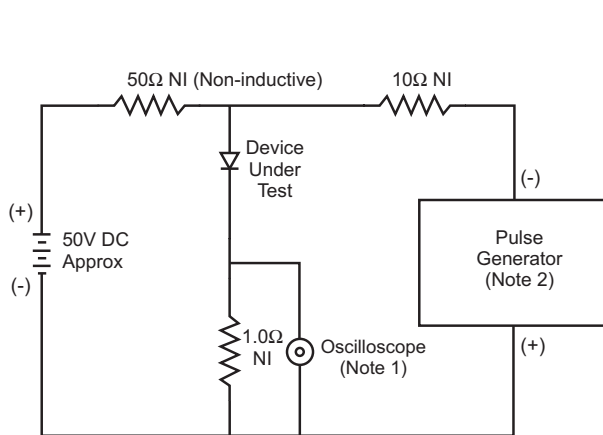 50Ω NI (Non-inductive)
10Ω NI
Device
Under
Test
(+)
50V DC
Approx
(-)
(-)
Pulse
Generator
(Note 2)
(+)
1.0Ω
NI
Oscilloscope
(Note 1)